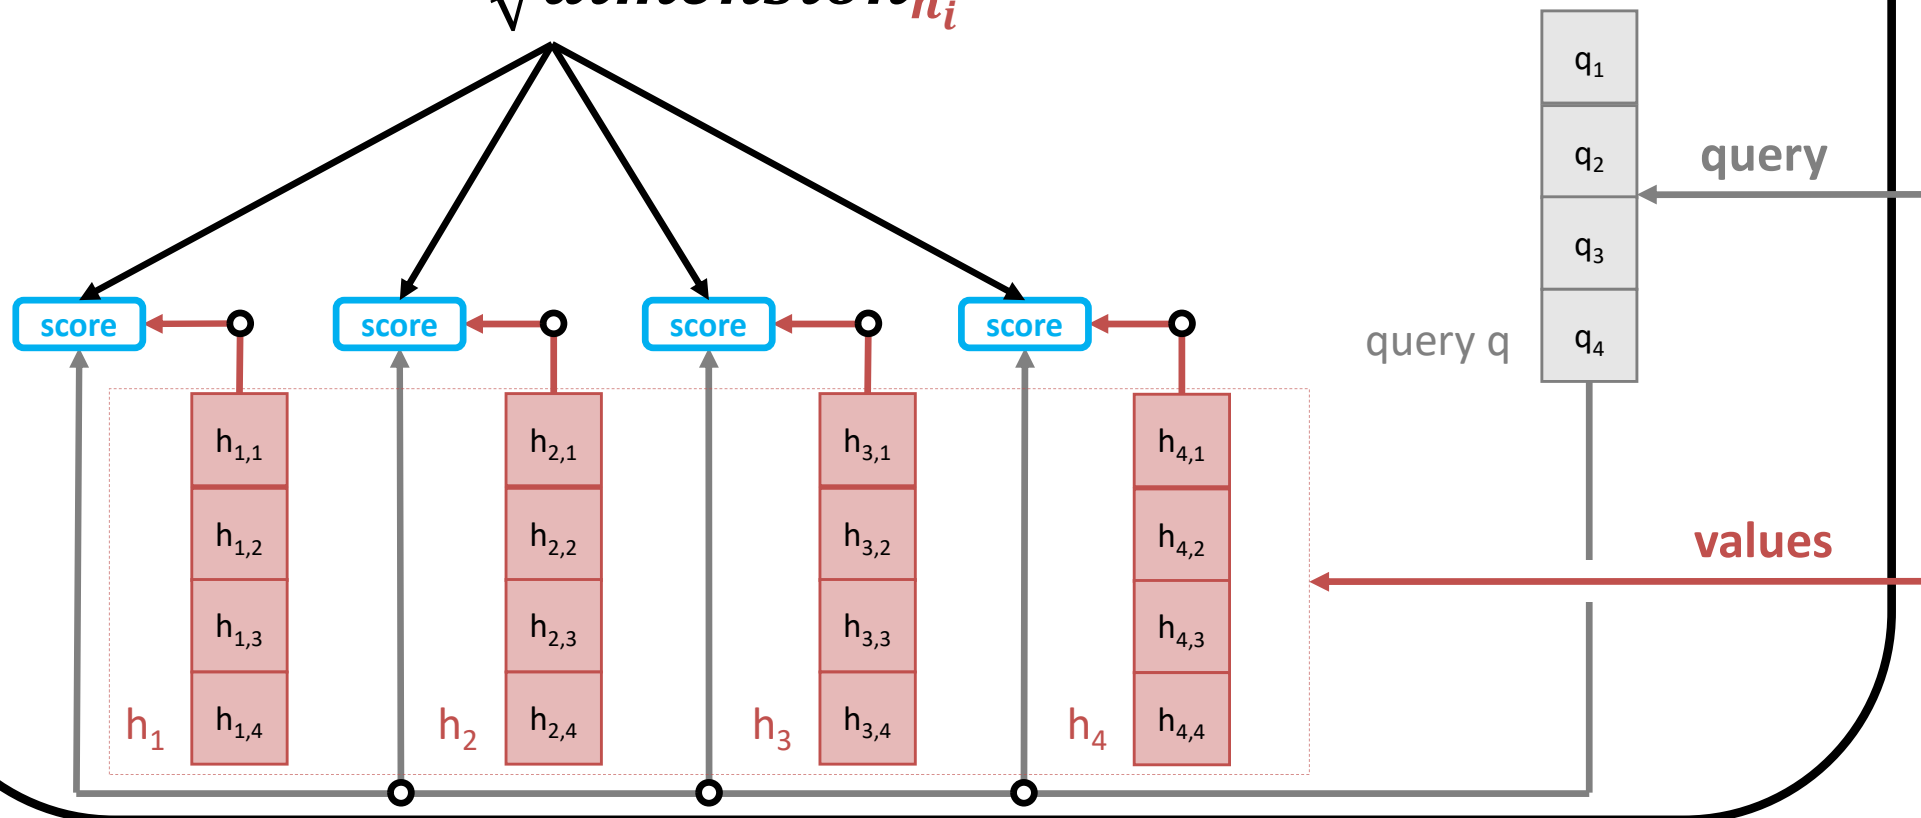 √dimension_{h_i}
q₁
q₂
query
q₃
q₄
query q
score score score score
h₁,₁ h₂,₁ h₃,₁ h₄,₁
h₁,₂ h₂,₂ h₃,₂ h₄,₂
values
h₁,₃ h₂,₃ h₃,₃ h₄,₃
h₁ h₁,₄ h₂ h₂,₄ h₃ h₃,₄ h₄ h₄,₄